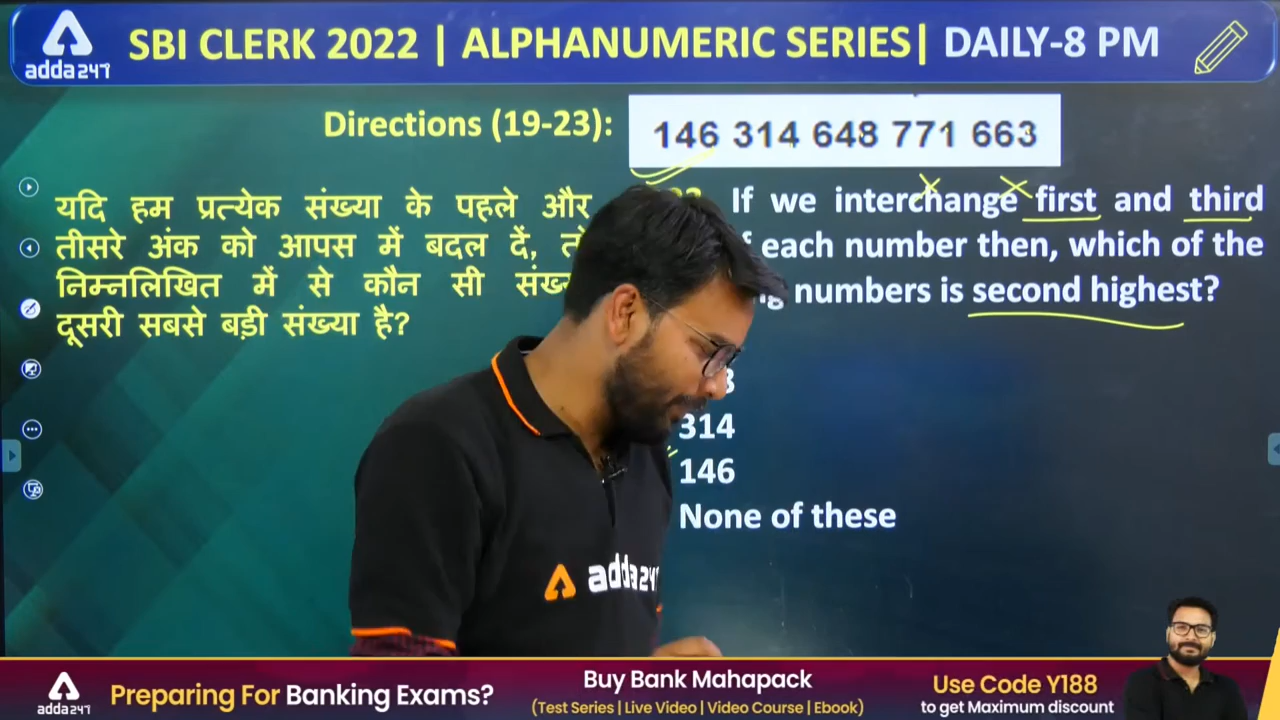 adda247
SBI CLERK 2022 | ALPHANUMERIC SERIES| DAILY-8 PM
Directions (19-23):
146 314 648 771 663
यदि हम प्रत्येक संख्या के पहले और
तीसरे अंक को आपस में बदल दें,
निम्नलिखित में से कौन सी
दूसरी सबसे बड़ी संख्या है?
If we interchange first and third
each number then, which of the
numbers is second highest?
314
146
None of these
adda247
adda247
Preparing For Banking Exams?
Buy Bank Mahapack
(Test Series | Live Video | Video Course | Ebook)
Use Code Y188
to get Maximum discount